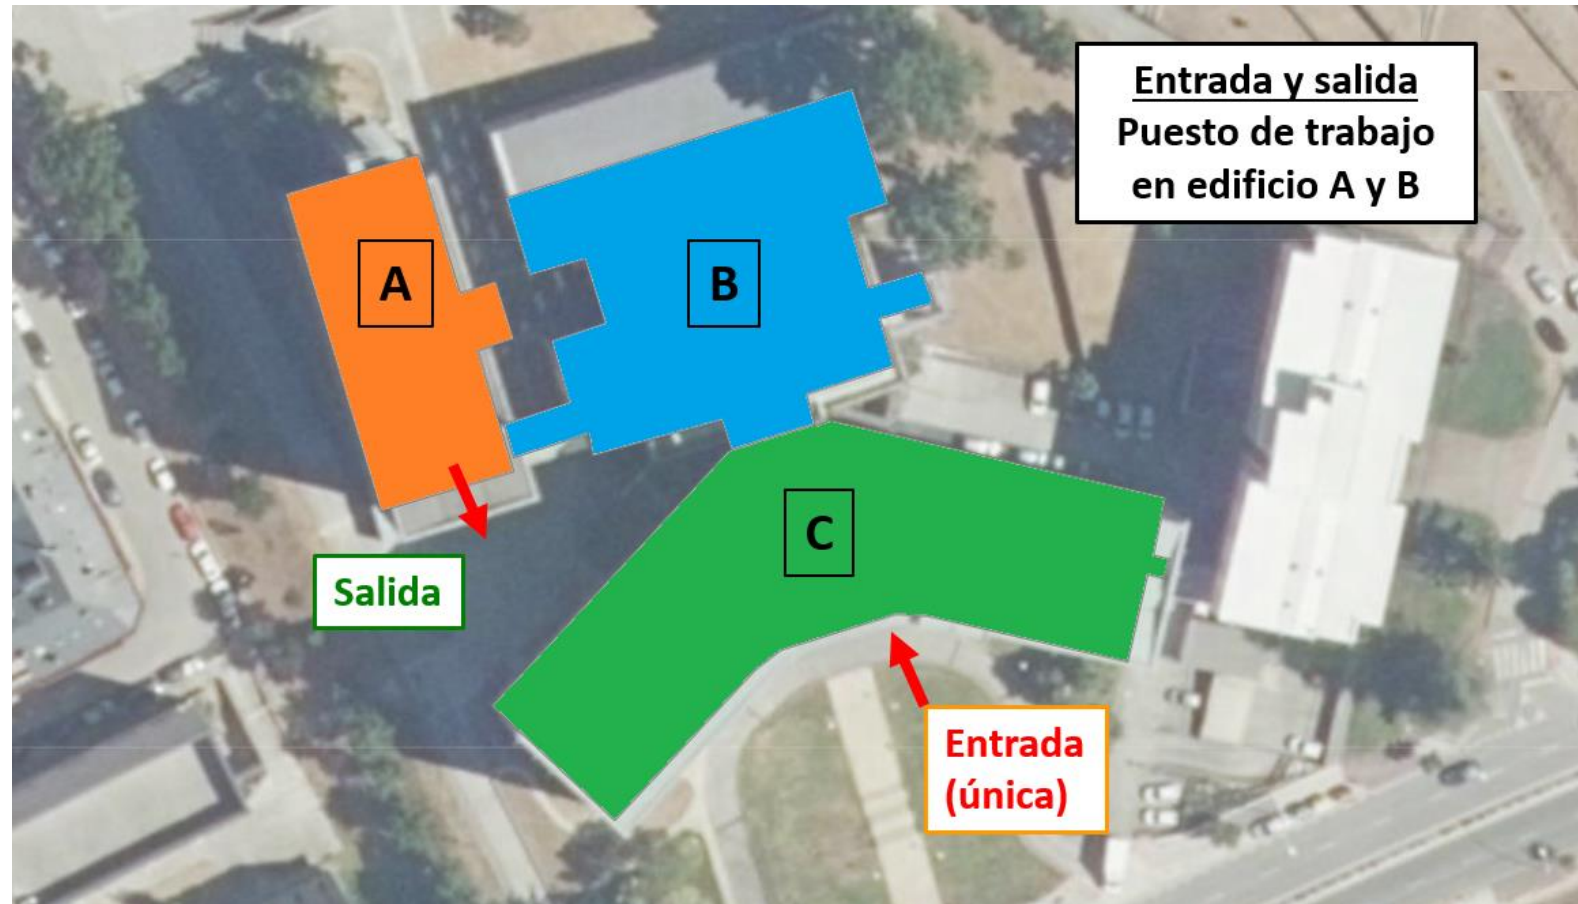 Entrada y salida
Puesto de trabajo
en edificio A y B
A
B
C
Salida
Entrada
(única)